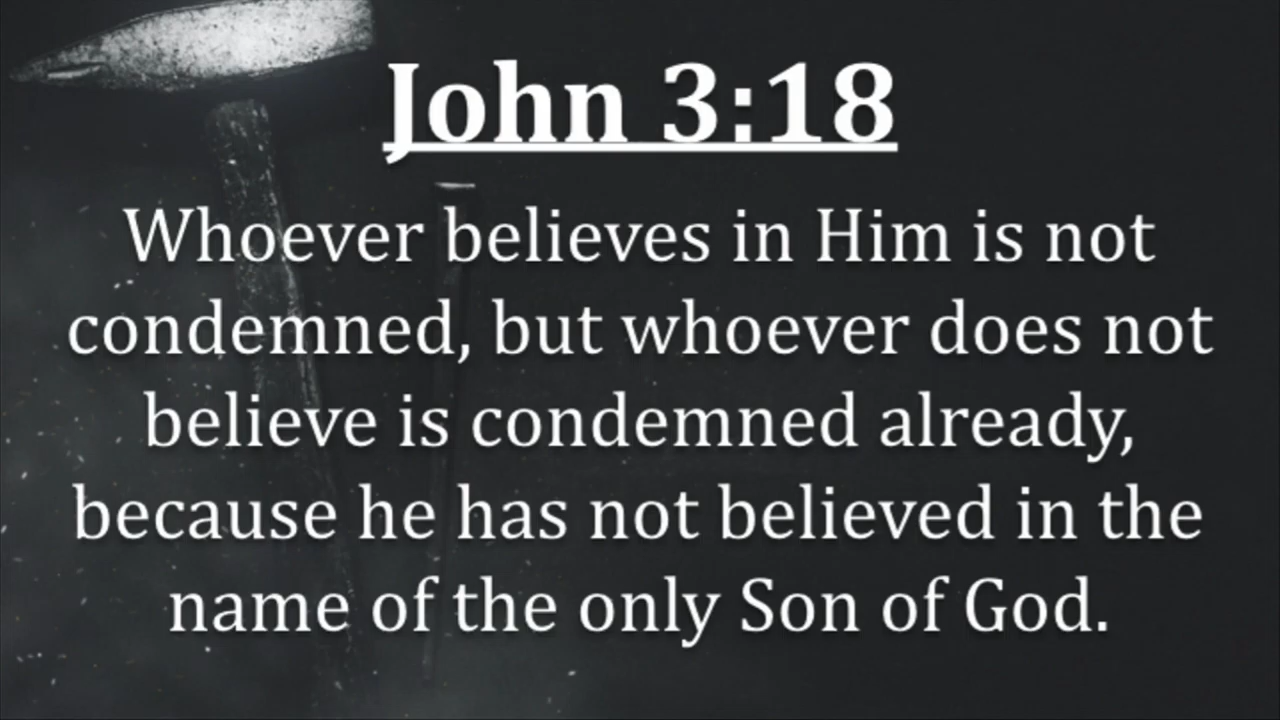 John 3:18
Whoever believes in Him is not
condemned, but whoever does not
believe is condemned already,
because he has not believed in the
name of the only Son of God.